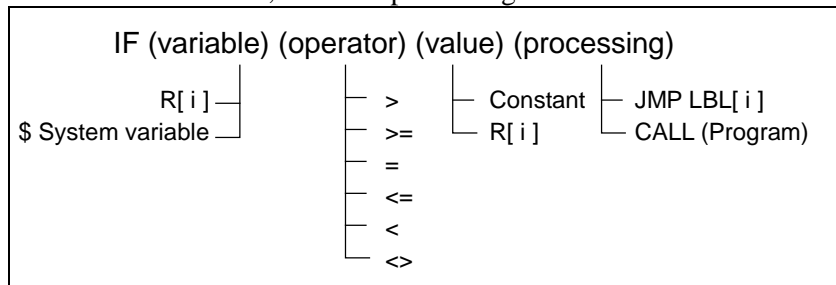 IF (variable) (operator) (value) (processing)
R[ i ] > Constant JMP LBL[ i ]
$ System variable >= R[ i ] CALL (Program)
=
<=
<
<>